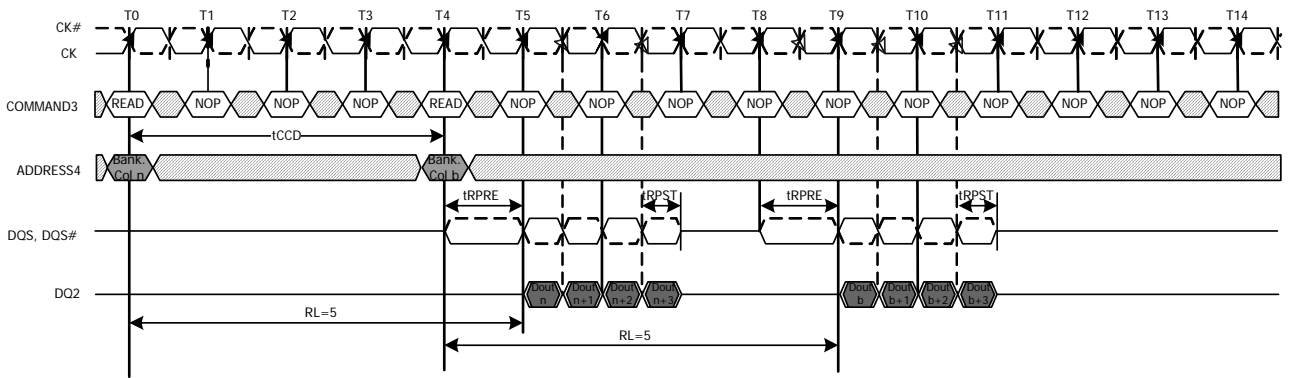 T0 T1 T2 T3 T4 T5 T6 T7 T8 T9 T10 T11 T12 T13 T14
CK#
CK
COMMAND3 READ NOP NOP NOP READ NOP NOP NOP NOP NOP NOP NOP NOP NOP NOP
tCCD
ADDRESS4
Bank.
Col n
Bank.
Col b
tRPRE tRPST tRPRE tRPST
DQS, DQS#
DQ2
Dout
n
Dout
n+1
Dout
n+2
Dout
n+3
Dout
b
Dout
b+1
Dout
b+2
Dout
b+3
RL=5
RL=5